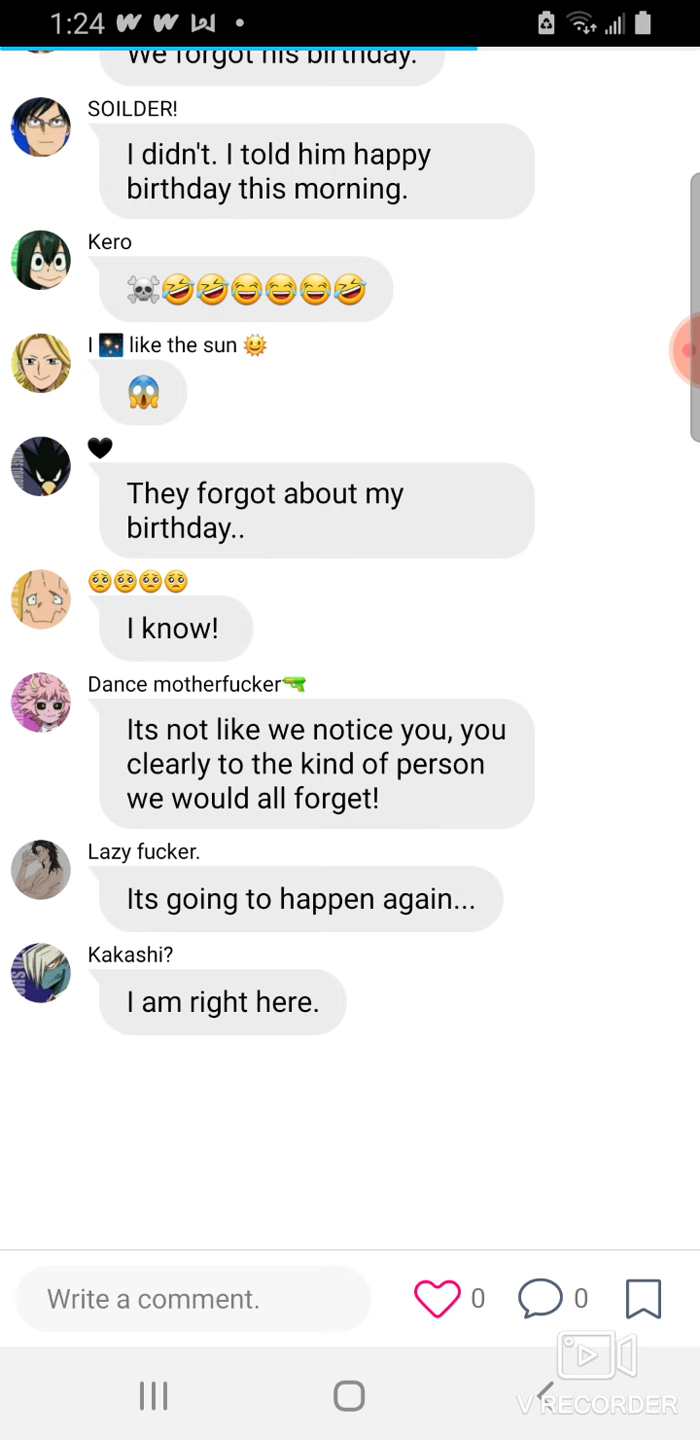 1:24
We forgot his birthday.
SOILDER!
I didn't. I told him happy
birthday this morning.
Kero
☠️🤣🤣😂😂😂🤣
I 🎇 like the sun 🌞
😱
🖤
They forgot about my
birthday..
🥺🥺🥺🥺
I know!
Dance motherfucker🔫
Its not like we notice you, you
clearly to the kind of person
we would all forget!
Lazy fucker.
Its going to happen again...
Kakashi?
I am right here.
Write a comment.
0
0
V RECORDER